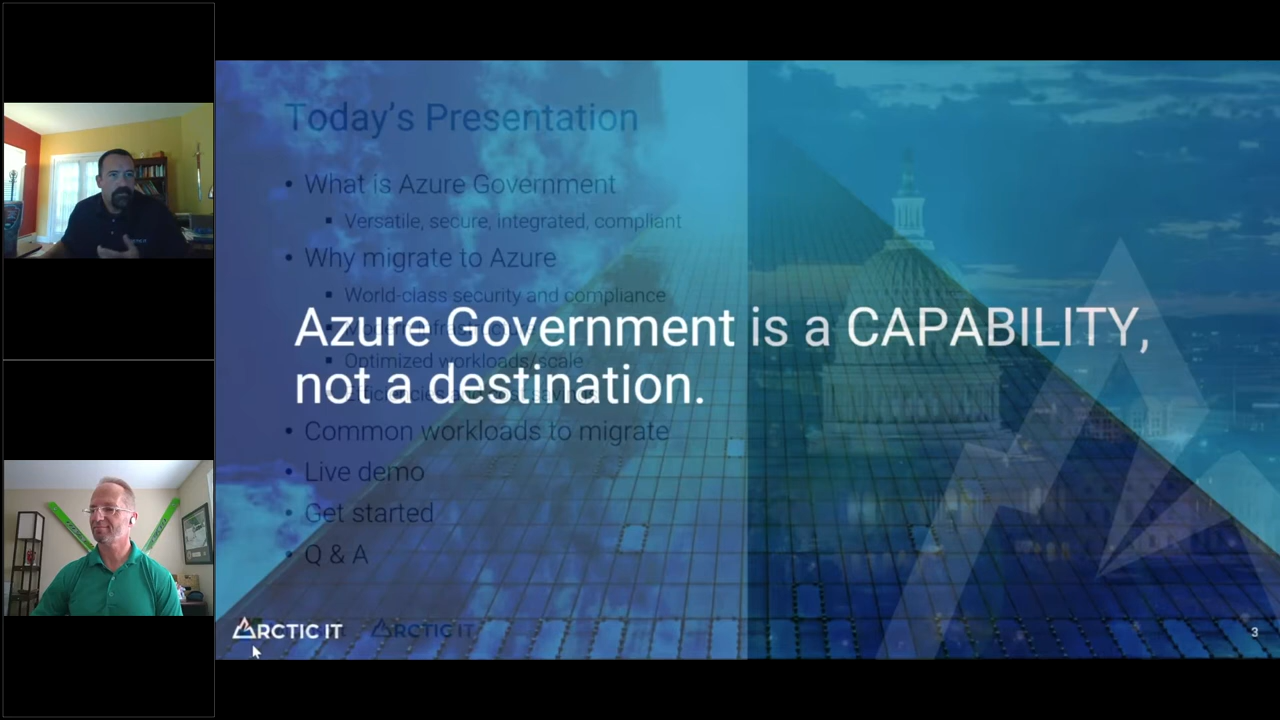 Today's Presentation
• What is Azure Government
▪ Versatile, secure, integrated, compliant
• Why migrate to Azure
▪ World-class security and compliance
Azure Government is a CAPABILITY,
▪ Optimized workloads/scale
not a destination.
• Common workloads to migrate
• Live demo
• Get started
• Q & A
ARCTIC IT ARCTIC IT
3